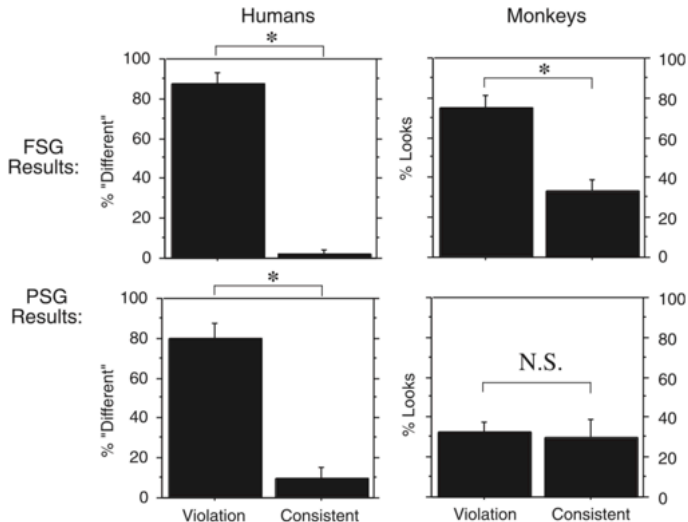 Humans
Monkeys
FSG
Results:
% "Different"
100
80
60
40
20
0
*
% Looks
*
100
80
60
40
20
0
PSG
Results:
% "Different"
100
80
60
40
20
0
*
Violation
Consistent
% Looks
N.S.
100
80
60
40
20
0
Violation
Consistent